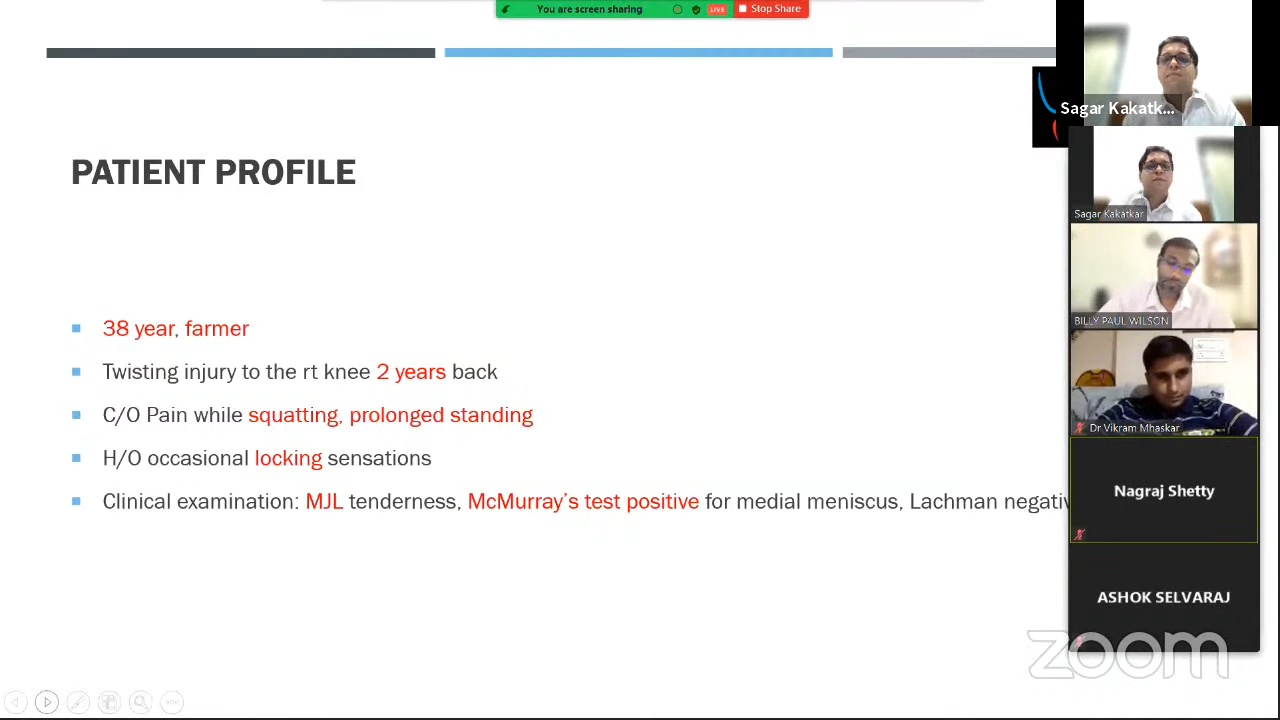 You are screen sharing
LIVE
Stop Share
Sagar Kakatk...
PATIENT PROFILE
Sagar Kakatkar
BILLY PAUL WILSON
38 year, farmer
Twisting injury to the rt knee 2 years back
C/O Pain while squatting, prolonged standing
Dr Vikram Mhaskar
H/O occasional locking sensations
Nagraj Shetty
Clinical examination: MJL tenderness, McMurray’s test positive for medial meniscus, Lachman negativ
ASHOK SELVARAJ
zoom